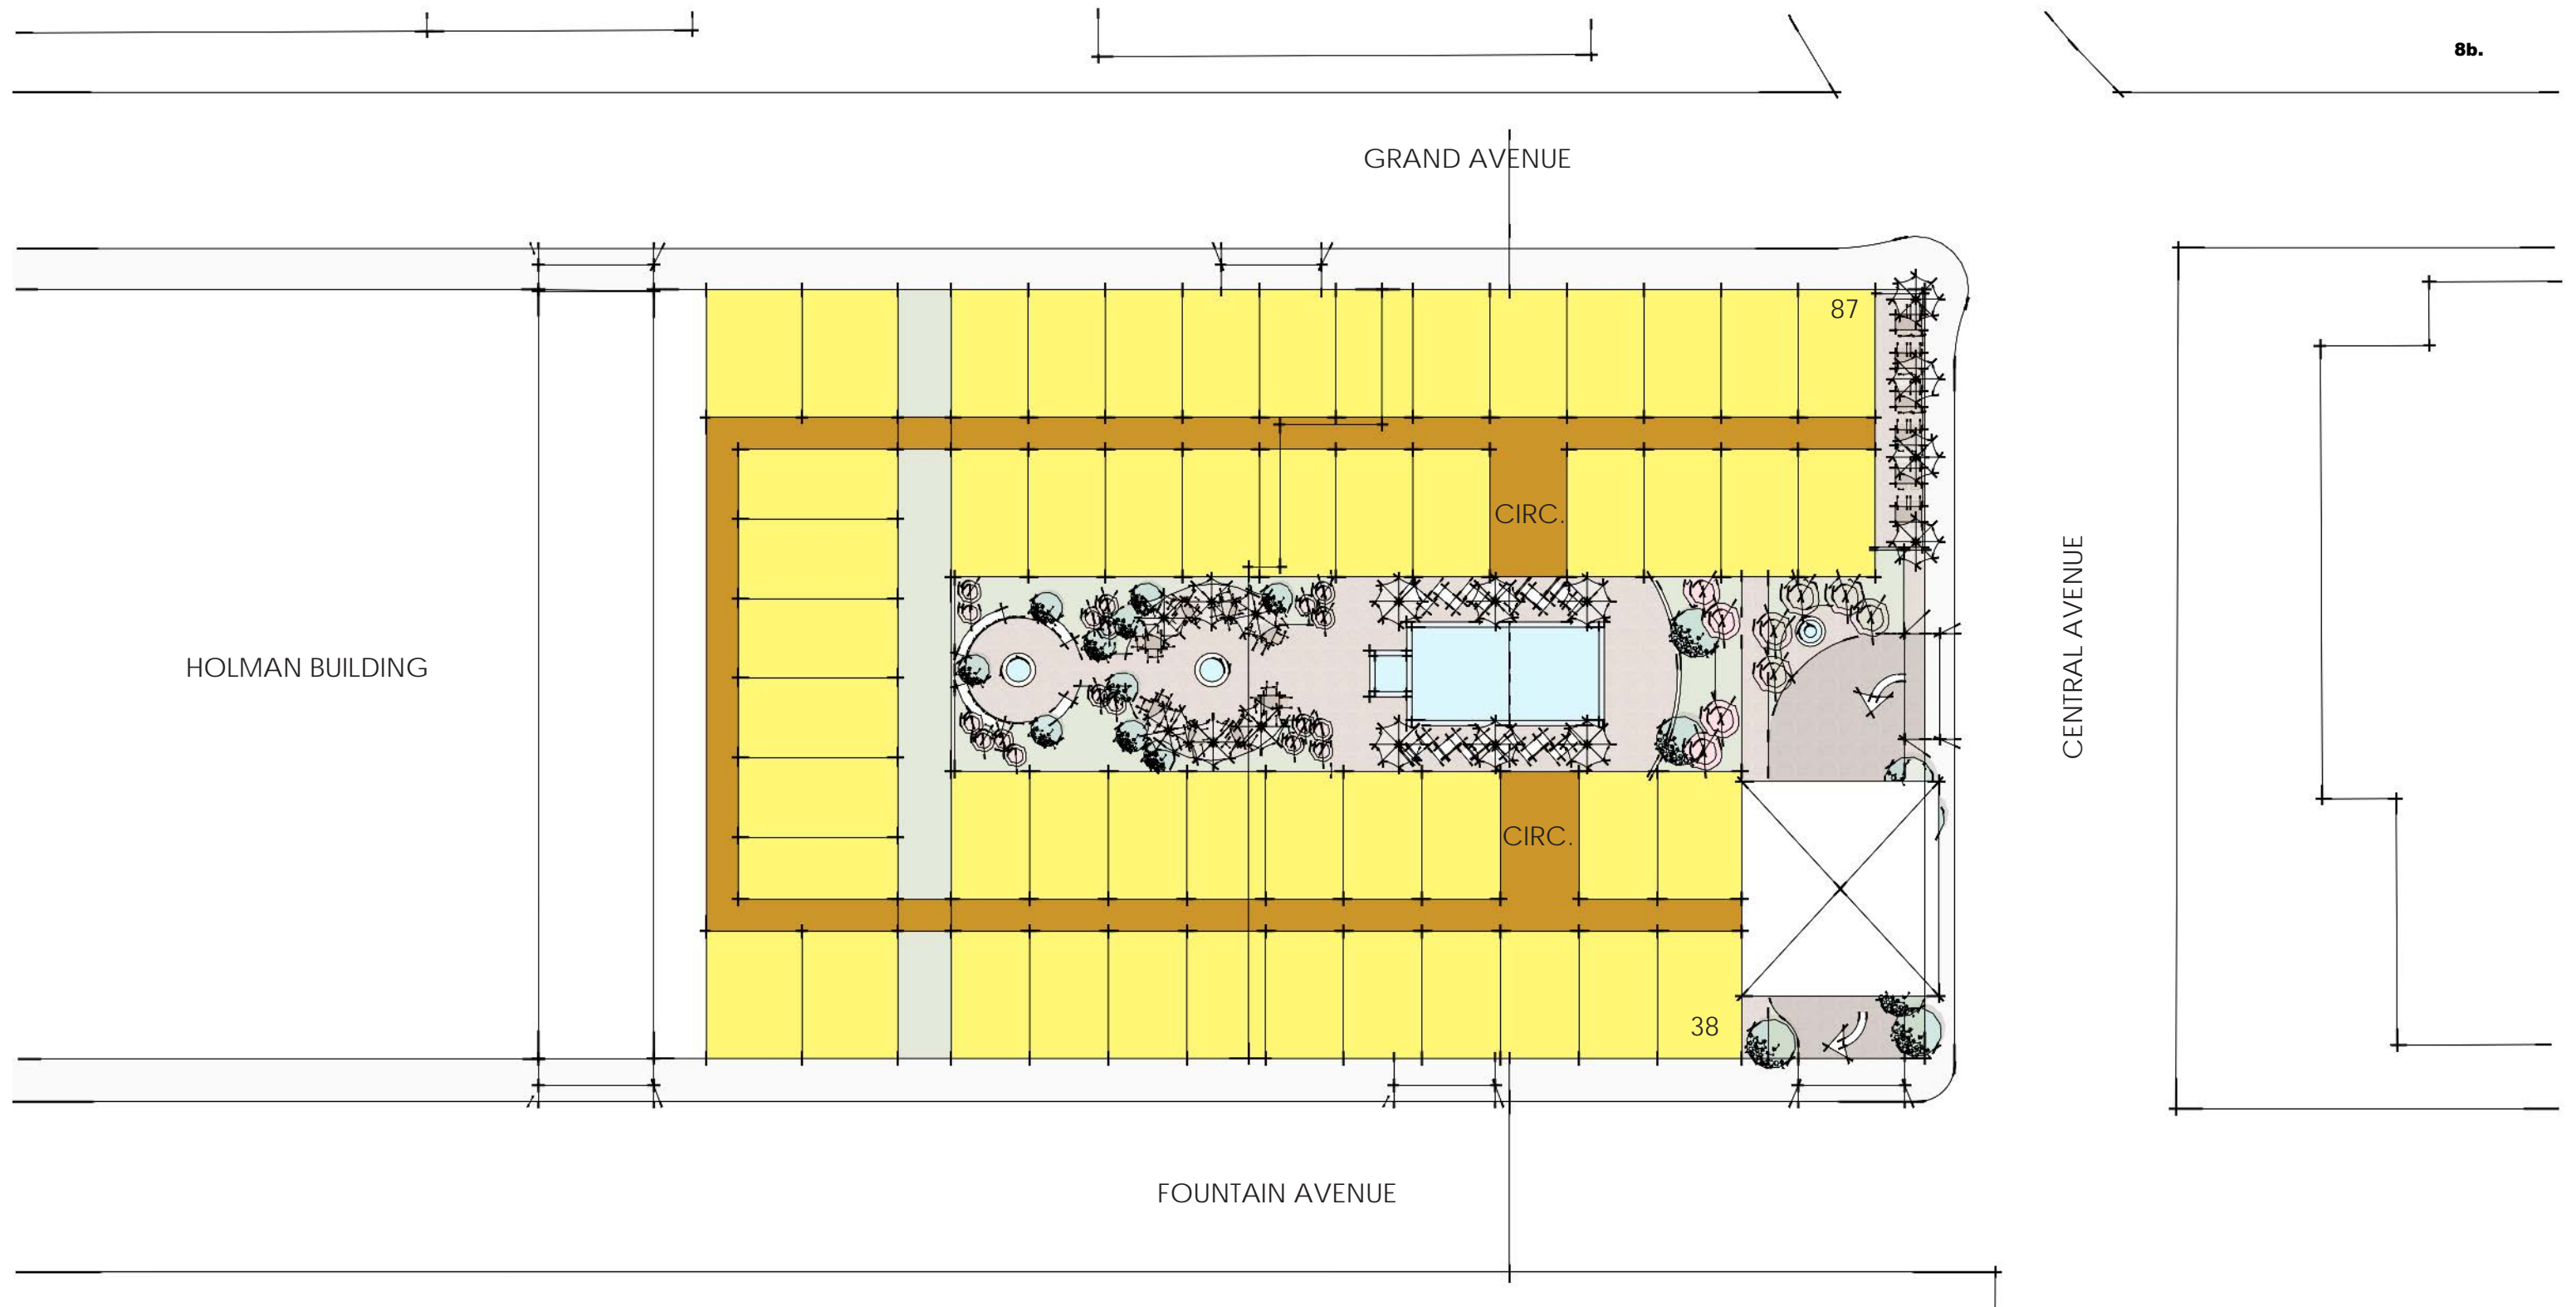 8b.
GRAND AVENUE
87
CIRC.
HOLMAN BUILDING
CENTRAL AVENUE
CIRC.
38
FOUNTAIN AVENUE